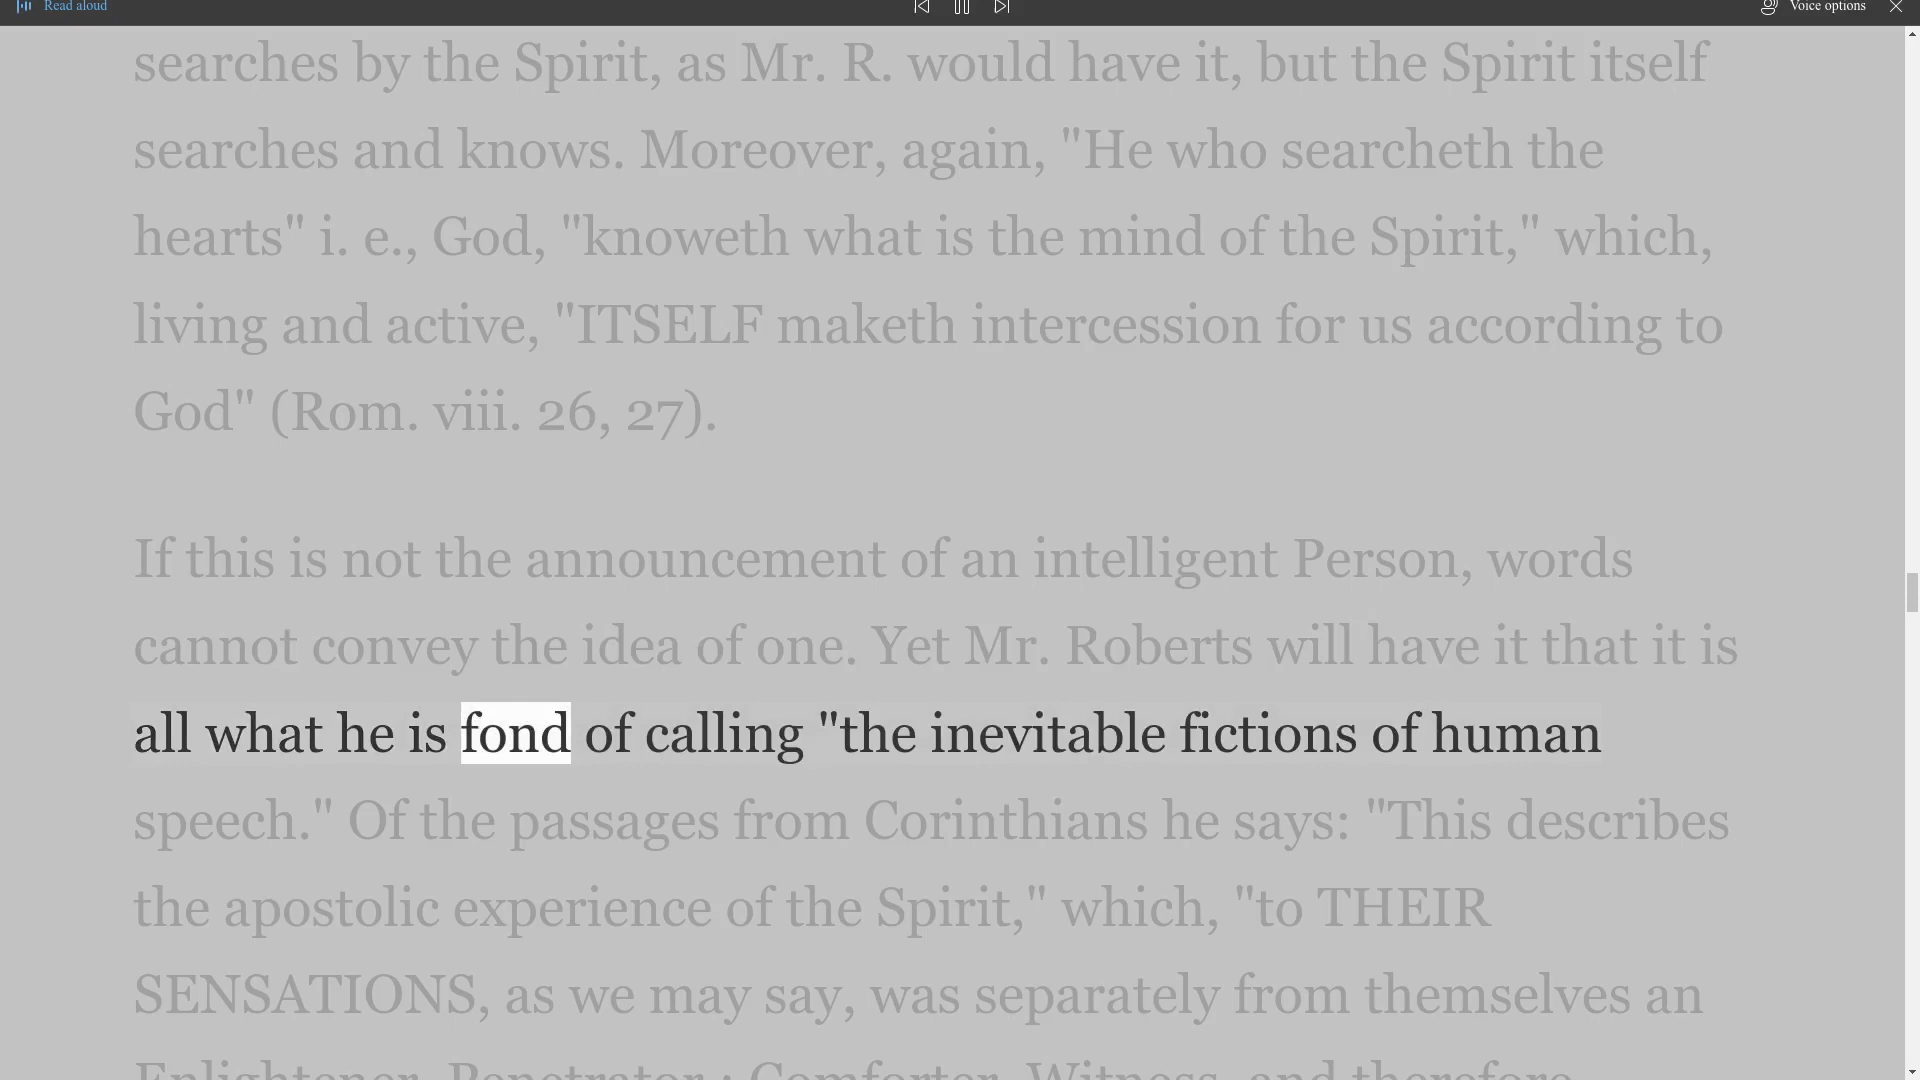 Read aloud
Voice options
searches by the Spirit, as Mr. R. would have it, but the Spirit itself
searches and knows. Moreover, again, "He who searcheth the
hearts" i. e., God, "knoweth what is the mind of the Spirit," which,
living and active, "ITSELF maketh intercession for us according to
God" (Rom. viii. 26, 27).
If this is not the announcement of an intelligent Person, words
cannot convey the idea of one. Yet Mr. Roberts will have it that it is
all what he is fond of calling "the inevitable fictions of human
speech." Of the passages from Corinthians he says: "This describes
the apostolic experience of the Spirit," which, "to THEIR
SENSATIONS, as we may say, was separately from themselves an
Enlightener, Penetrator; Comforter, Witness, and therefore